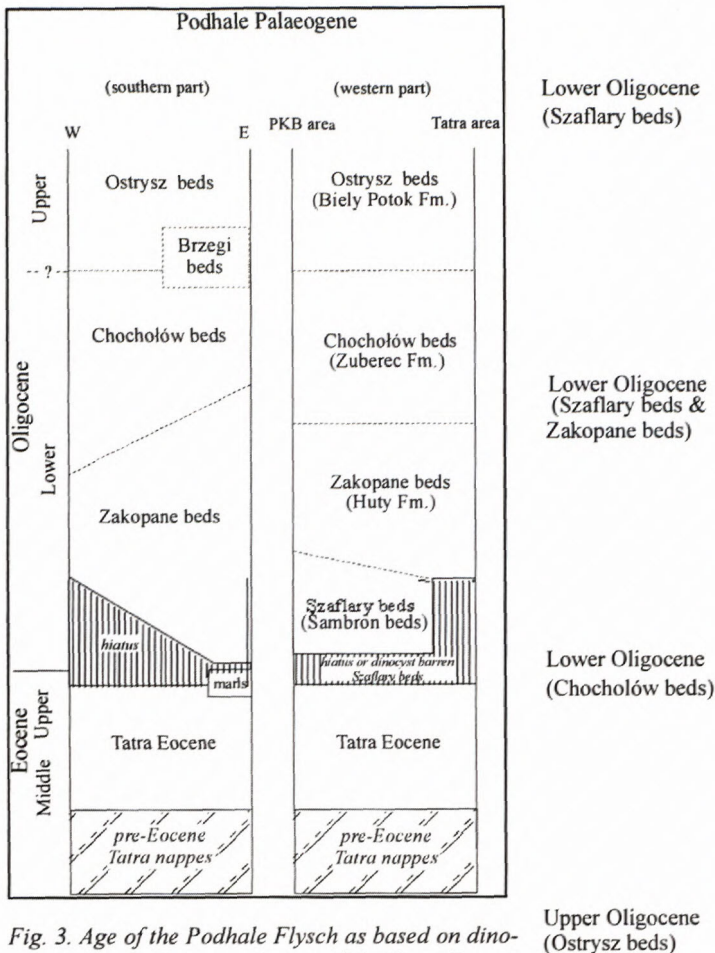 Podhale Palaeogene
(southern part)
(western part)
W
E
PKB area
Tatra area
Upper
-- ? --
Oligocene
Lower
Eocene
Upper
Middle
Ostrysz beds
Brzegi
beds
Chochołów beds
Zakopane beds
hiatus
marls
Tatra Eocene
pre-Eocene
Tatra nappes
Ostrysz beds
(Biely Potok Fm.)
Chochołów beds
(Zuberec Fm.)
Zakopane beds
(Huty Fm.)
Szaflary beds
(Šambron beds)
hiatus or dinocyst barren
Szaflary beds
Tatra Eocene
pre-Eocene
Tatra nappes
Fig. 3. Age of the Podhale Flysch as based on dino-
Lower Oligocene
(Szaflary beds)
Lower Oligocene
(Szaflary beds &
Zakopane beds)
Lower Oligocene
(Chochołów beds)
Upper Oligocene
(Ostrysz beds)